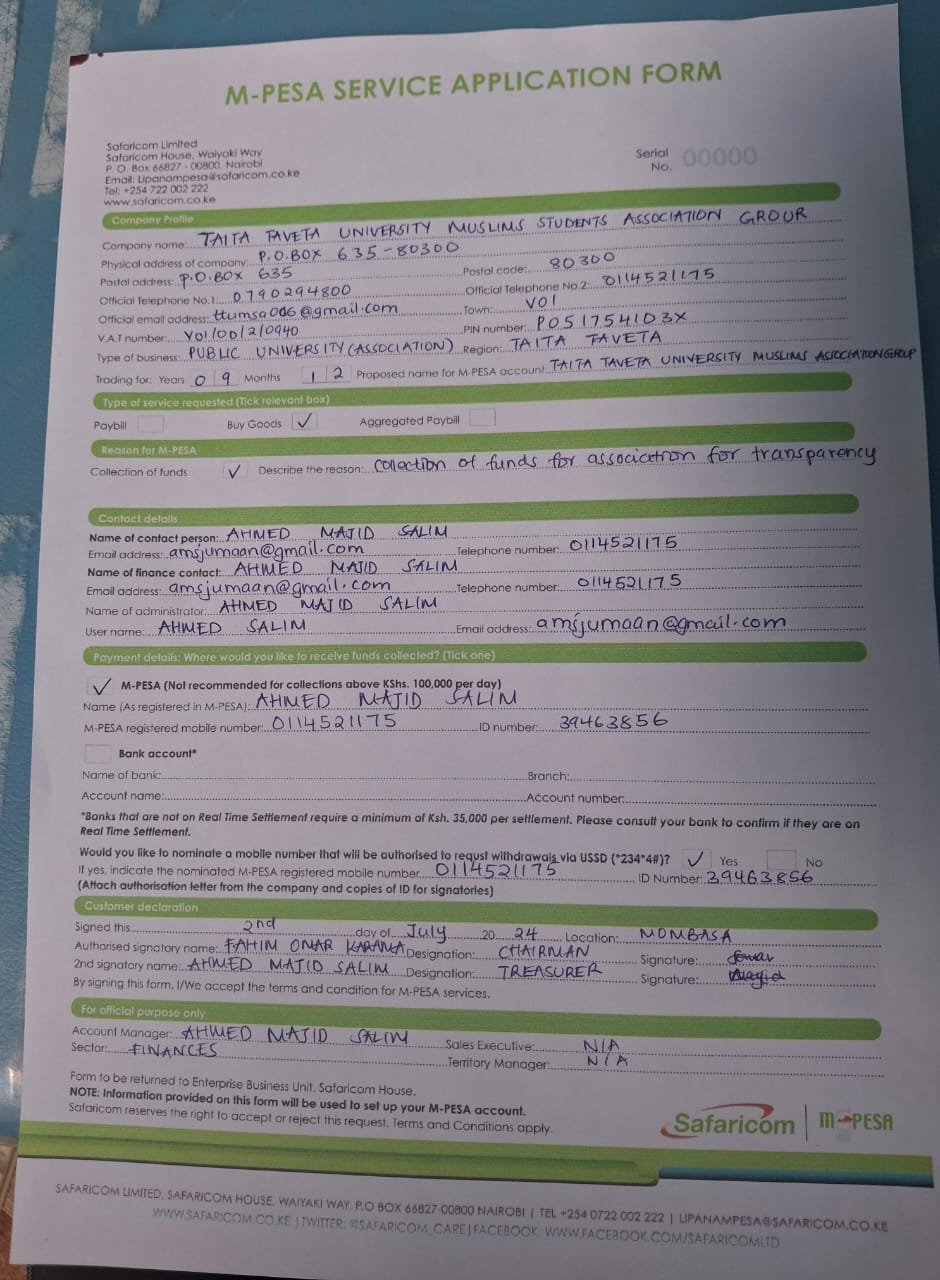 M-PESA SERVICE APPLICATION FORM
Safaricom Limited
Safaricom House, Waiyaki Way
P. O. Box 66827 - 00800, Nairobi
Email: Lipanampesa@safaricom.co.ke
Tel: +254 722 002 222
www.safaricom.co.ke
Serial No. 00000
Company Profile
Company name: TAITA TAVETA UNIVERSITY MUSLIMS STUDENTS ASSOCIATION GROUP
Physical address of company: P.O.BOX 635-80300
Postal address: P.O.BOX 635 Postal code: 80300
Official Telephone No.1: 0790294800 Official Telephone No.2: 0114521175
Official email address: ttumsa006@gmail.com Town: VOI
V.A.T number: VOI/00/2/0940 PIN number: P051754103X
Type of business: PUBLIC UNIVERSITY (ASSOCIATION) Region: TAITA TAVETA
Trading for: Years 0 9 Months 1 2 Proposed name for M-PESA account: TAITA TAVETA UNIVERSITY MUSLIMS ASSOCIATION GROUP
Type of service requested (Tick relevant box)
Paybill Buy Goods ✓ Aggregated Paybill
Reason for M-PESA
Collection of funds ✓ Describe the reason: collection of funds for association for transparency
Contact details
Name of contact person: AHMED MAJID SALIM
Email address: amsjumaan@gmail.com Telephone number: 0114521175
Name of finance contact: AHMED MAJID SALIM
Email address: amsjumaan@gmail.com Telephone number: 0114521175
Name of administrator: AHMED MAJID SALIM
User name: AHMED SALIM Email address: amsjumaan@gmail.com
Payment details: Where would you like to receive funds collected? (Tick one)
✓ M-PESA (Not recommended for collections above KShs. 100,000 per day)
Name (As registered in M-PESA): AHMED MAJID SALIM
M-PESA registered mobile number: 0114521175 ID number: 39463856
Bank account*
Name of bank: Branch:
Account name: Account number:
*Banks that are not on Real Time Settlement require a minimum of Ksh. 35,000 per settlement. Please consult your bank to confirm if they are on
Real Time Settlement.
Would you like to nominate a mobile number that will be authorised to requst withdrawals via USSD (*234*4#)? ✓ Yes No
If yes, indicate the nominated M-PESA registered mobile number 0114521175 ID Number: 39463856
(Attach authorisation letter from the company and copies of ID for signatories)
Customer declaration
Signed this 2nd day of July 20 24 Location: MOMBASA
Authorised signatory name: FAHIM OMAR KARAMA Designation: CHAIRMAN Signature:
2nd signatory name: AHMED MAJID SALIM Designation: TREASURER Signature:
By signing this form, I/We accept the terms and condition for M-PESA services.
For official purpose only
Account Manager: AHMED MAJID SALIM Sales Executive: N/A
Sector: FINANCES Territory Manager: N/A
Form to be returned to Enterprise Business Unit, Safaricom House.
NOTE: Information provided on this form will be used to set up your M-PESA account.
Safaricom reserves the right to accept or reject this request. Terms and Conditions apply.
Safaricom | M-PESA
SAFARICOM LIMITED, SAFARICOM HOUSE, WAIYAKI WAY, P.O BOX 66827-00800 NAIROBI | TEL +254 0722 002 222 | LIPANAMPESA@SAFARICOM.CO.KE
WWW.SAFARICOM.CO.KE | TWITTER: @SAFARICOM_CARE | FACEBOOK: WWW.FACEBOOK.COM/SAFARICOMLTD